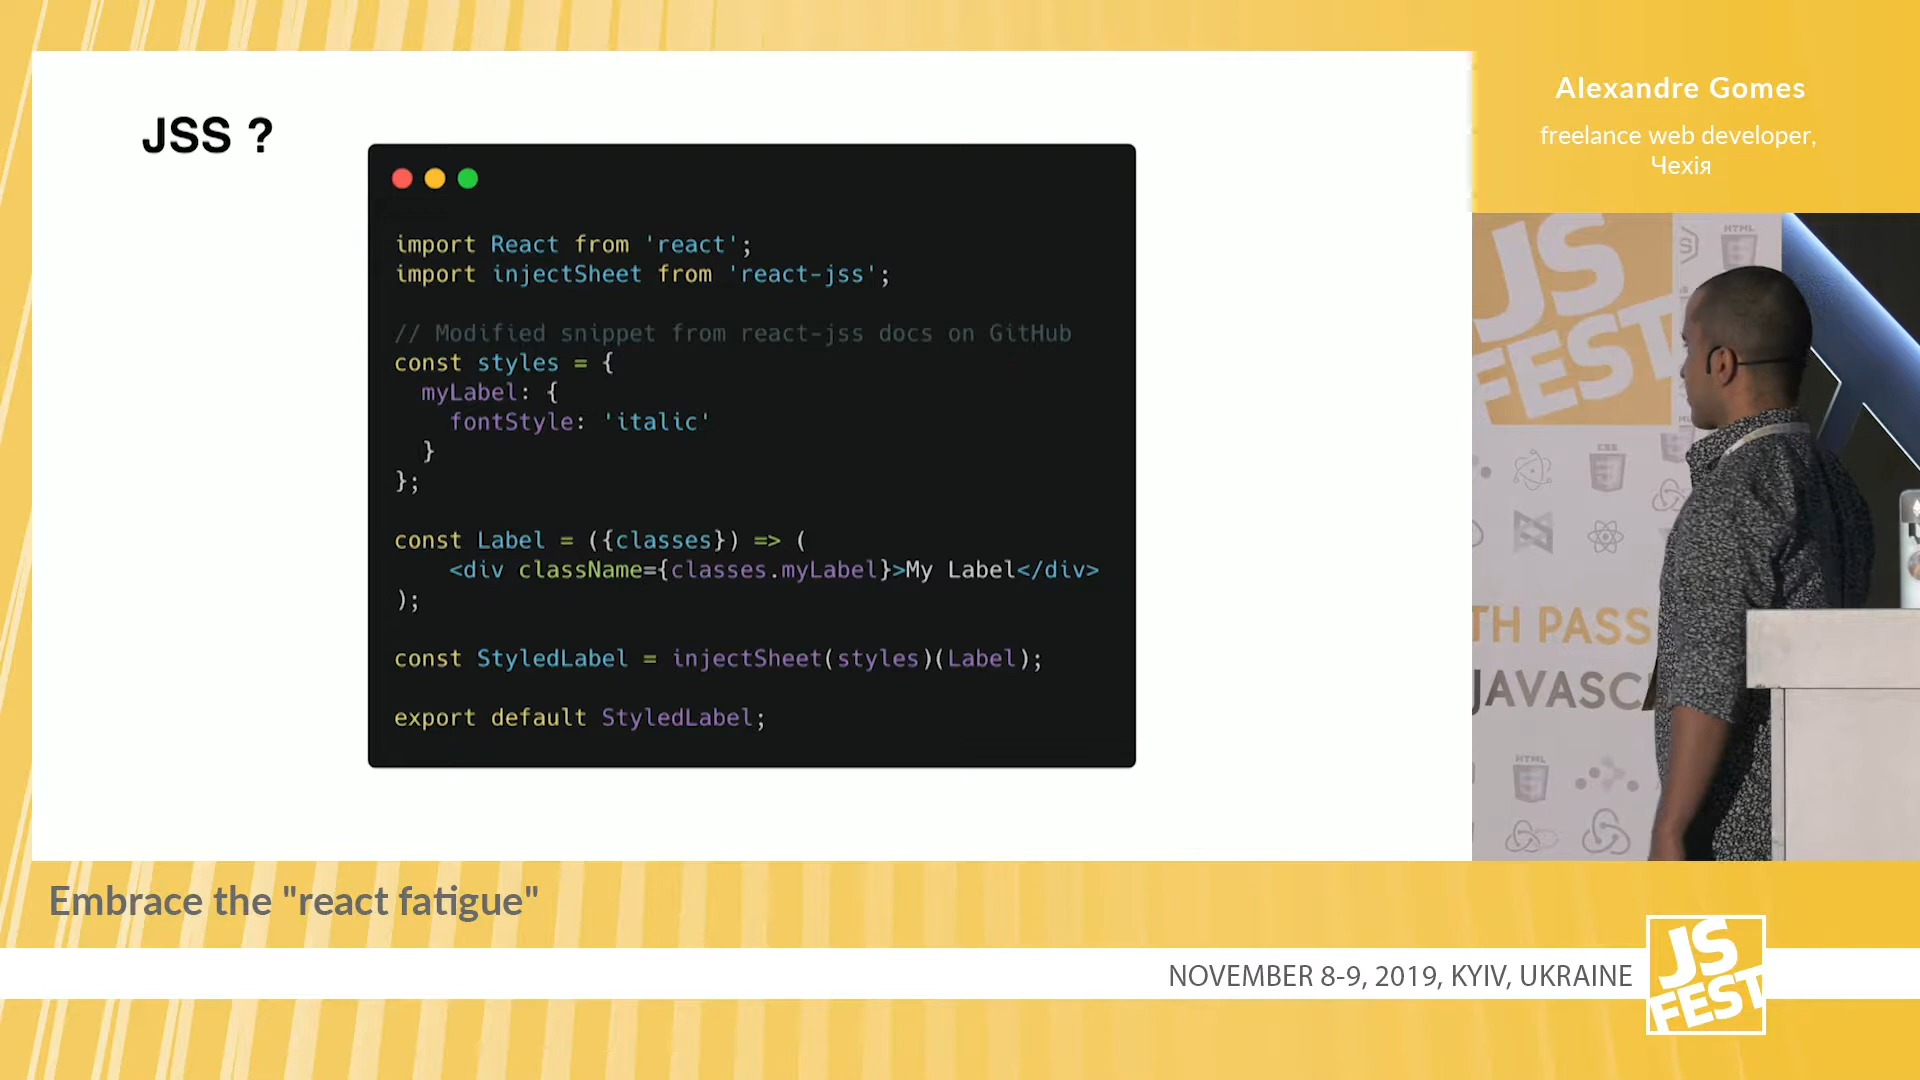 JSS ?
import React from 'react';
import injectSheet from 'react-jss';
// Modified snippet from react-jss docs on GitHub
const styles = {
myLabel: {
fontStyle: 'italic'
}
};
const Label = ({classes}) => (
<div className={classes.myLabel}>My Label</div>
);
const StyledLabel = injectSheet(styles)(Label);
export default StyledLabel;
Alexandre Gomes
freelance web developer,
Чехія
JS
FEST
HTML
CSS
TH PASS
JAVASC
HTML
Embrace the "react fatigue"
NOVEMBER 8-9, 2019, KYIV, UKRAINE
JS
FEST